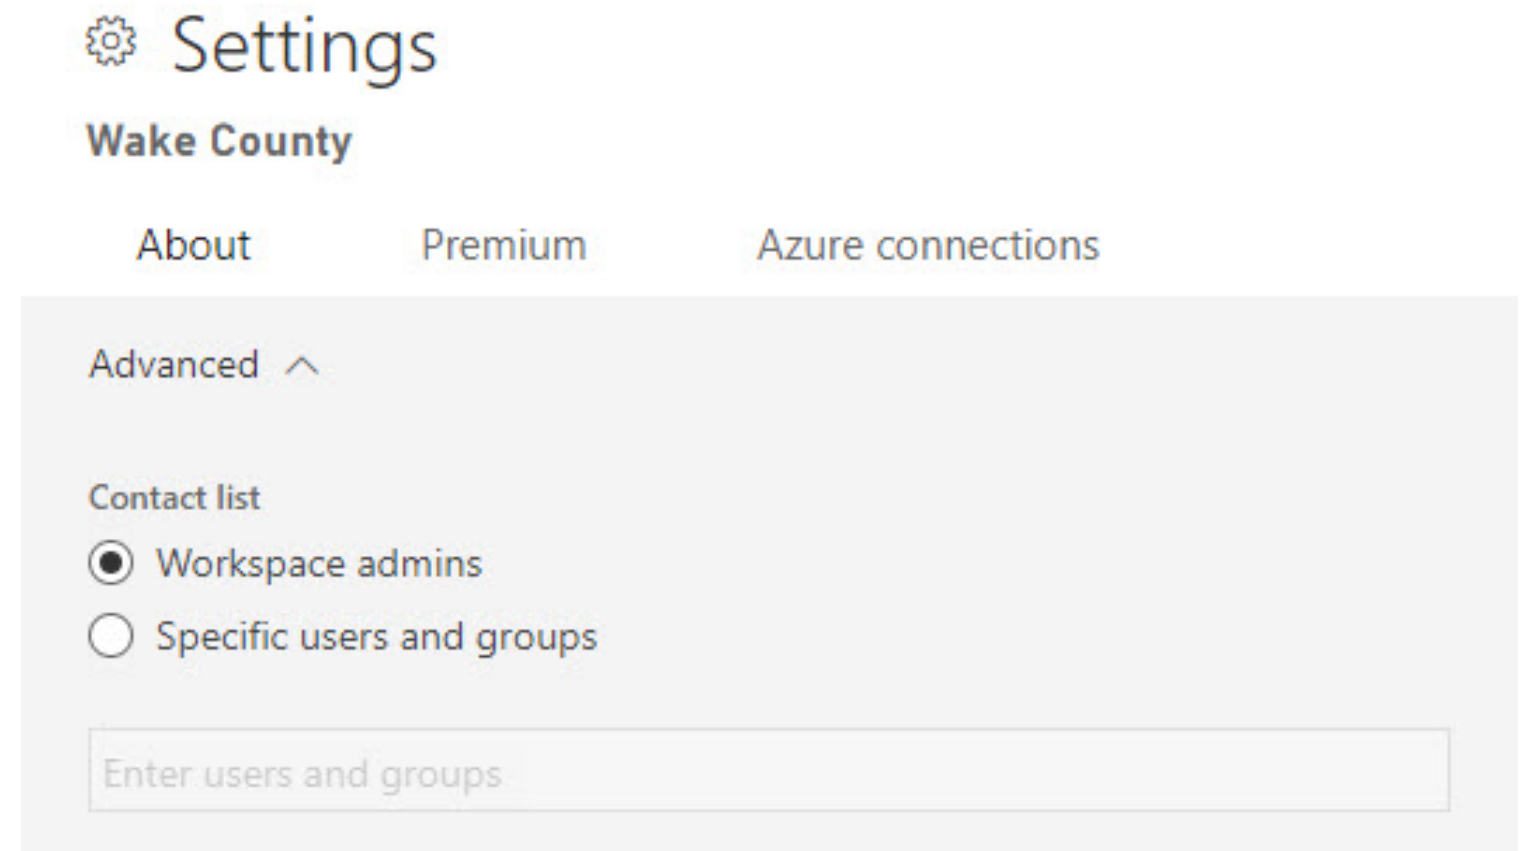 Settings
Wake County
About Premium Azure connections
Advanced
Contact list
Workspace admins
Specific users and groups
Enter users and groups